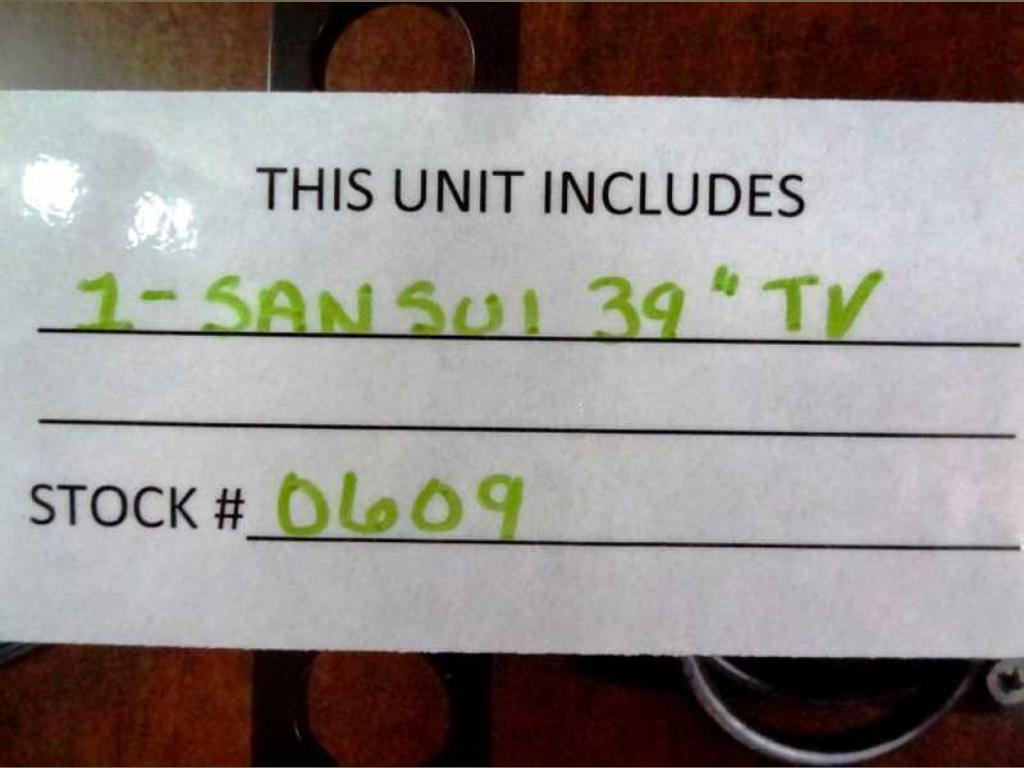 THIS UNIT INCLUDES
1-SANSUI 39" TV
STOCK # 0609